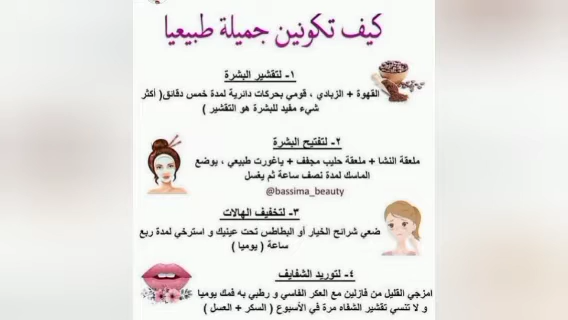 كيف تكونين جميلة طبيعيا
١- لتقشير البشرة
القهوة + الزبادي ، قومي بحركات دائرية لمدة خمس دقائق( أكثر
شيء مفيد للبشرة هو التقشير )
٢- لتفتيح البشرة
ملعقة النشا + ملعقة حليب مجفف + ياغورت طبيعي ، يوضع
الماسك لمدة نصف ساعة ثم يغسل
@bassima_beauty
٣- لتخفيف الهالات
ضعي شرائح الخيار أو البطاطس تحت عينيك و استرخي لمدة ربع
ساعة ( يوميا )
٤- لتوريد الشفايف
امزجي القليل من فازلين مع العكر الفاسي و رطبي به فمك يوميا
و لا تنسي تقشير الشفاه مرة في الأسبوع ( السكر + العسل )